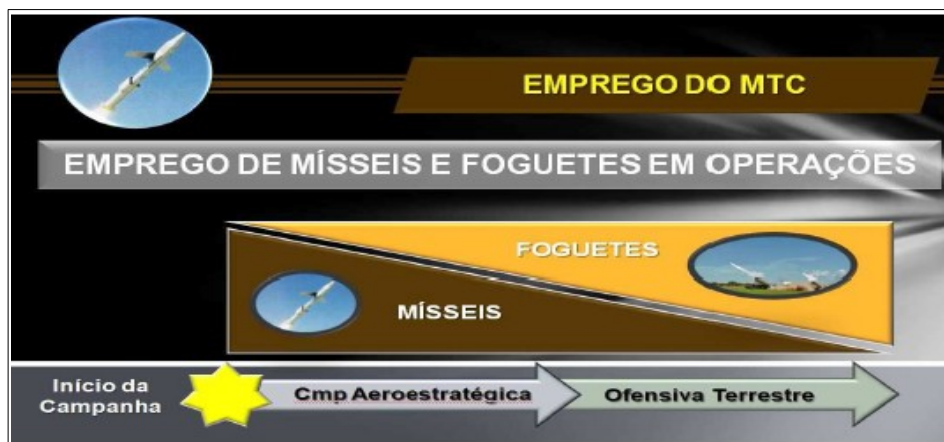 EMPREGO DO MTC
EMPREGO DE MÍSSEIS E FOGUETES EM OPERAÇÕES
FOGUETES
MÍSSEIS
Início da
Campanha
Cmp Aeroestratégica
Ofensiva Terrestre